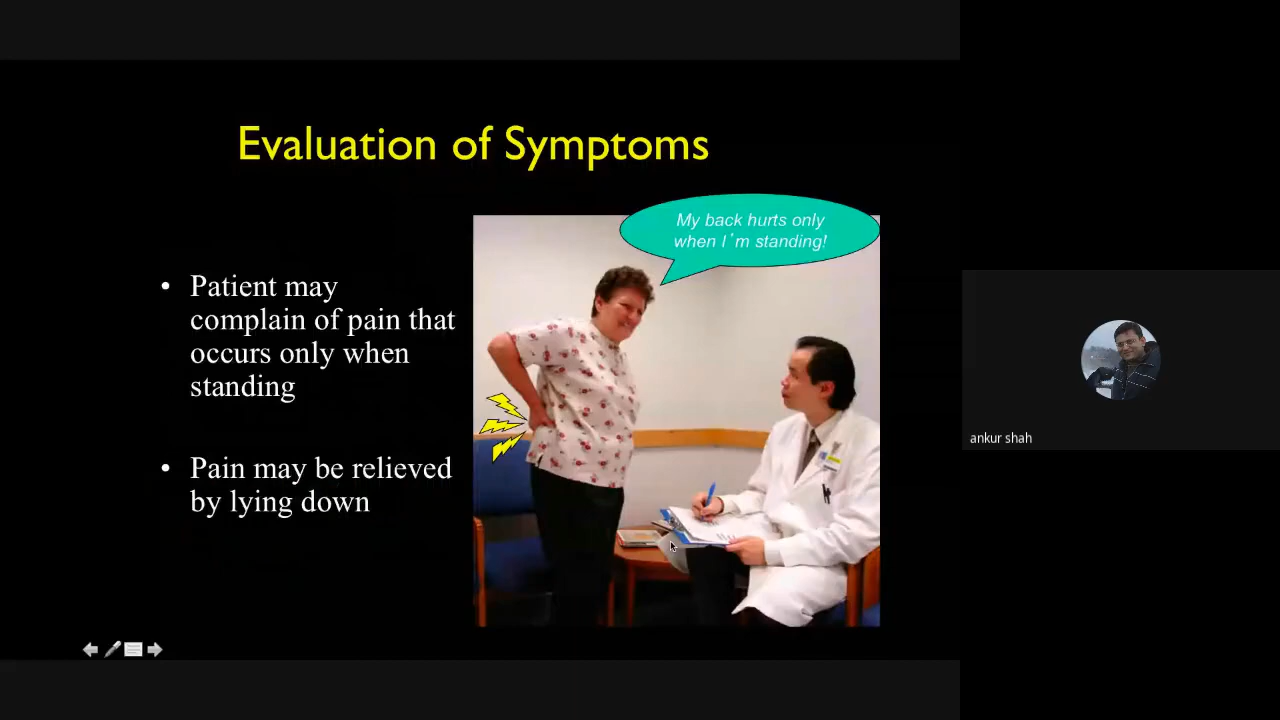 Evaluation of Symptoms
My back hurts only
when I´m standing!
• Patient may
complain of pain that
occurs only when
standing
• Pain may be relieved
by lying down
ankur shah